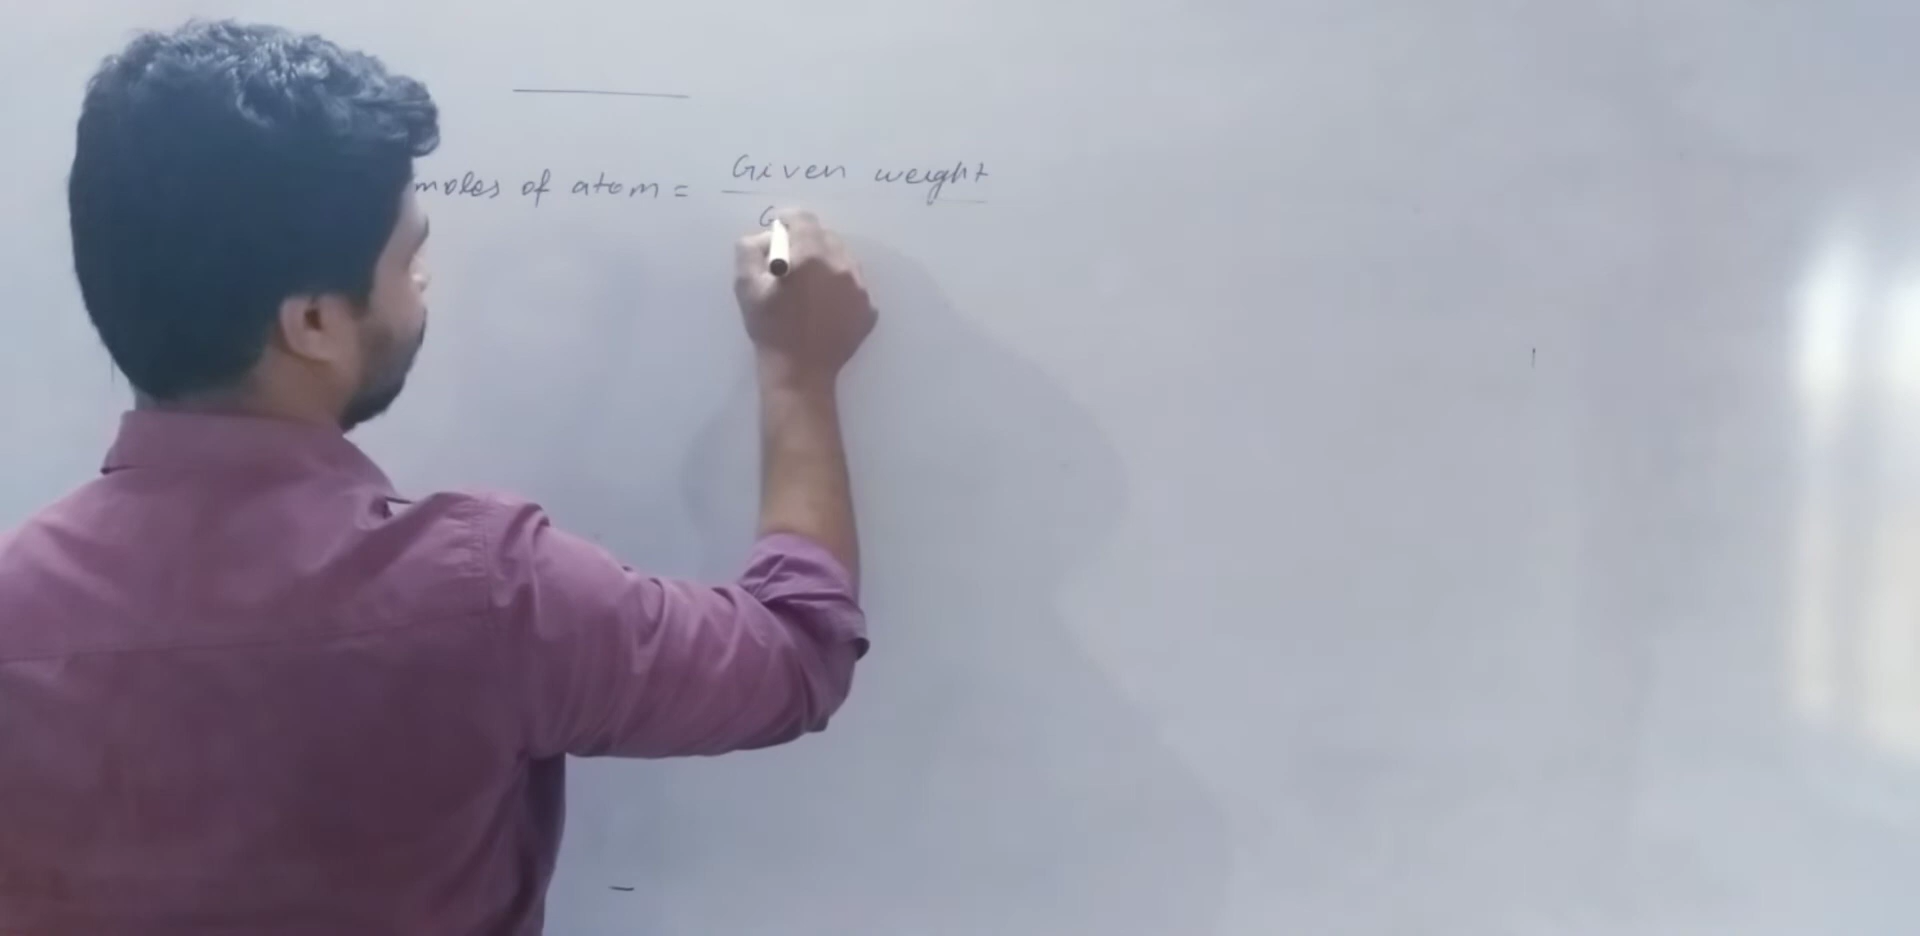 moles of atom = Given weight
G